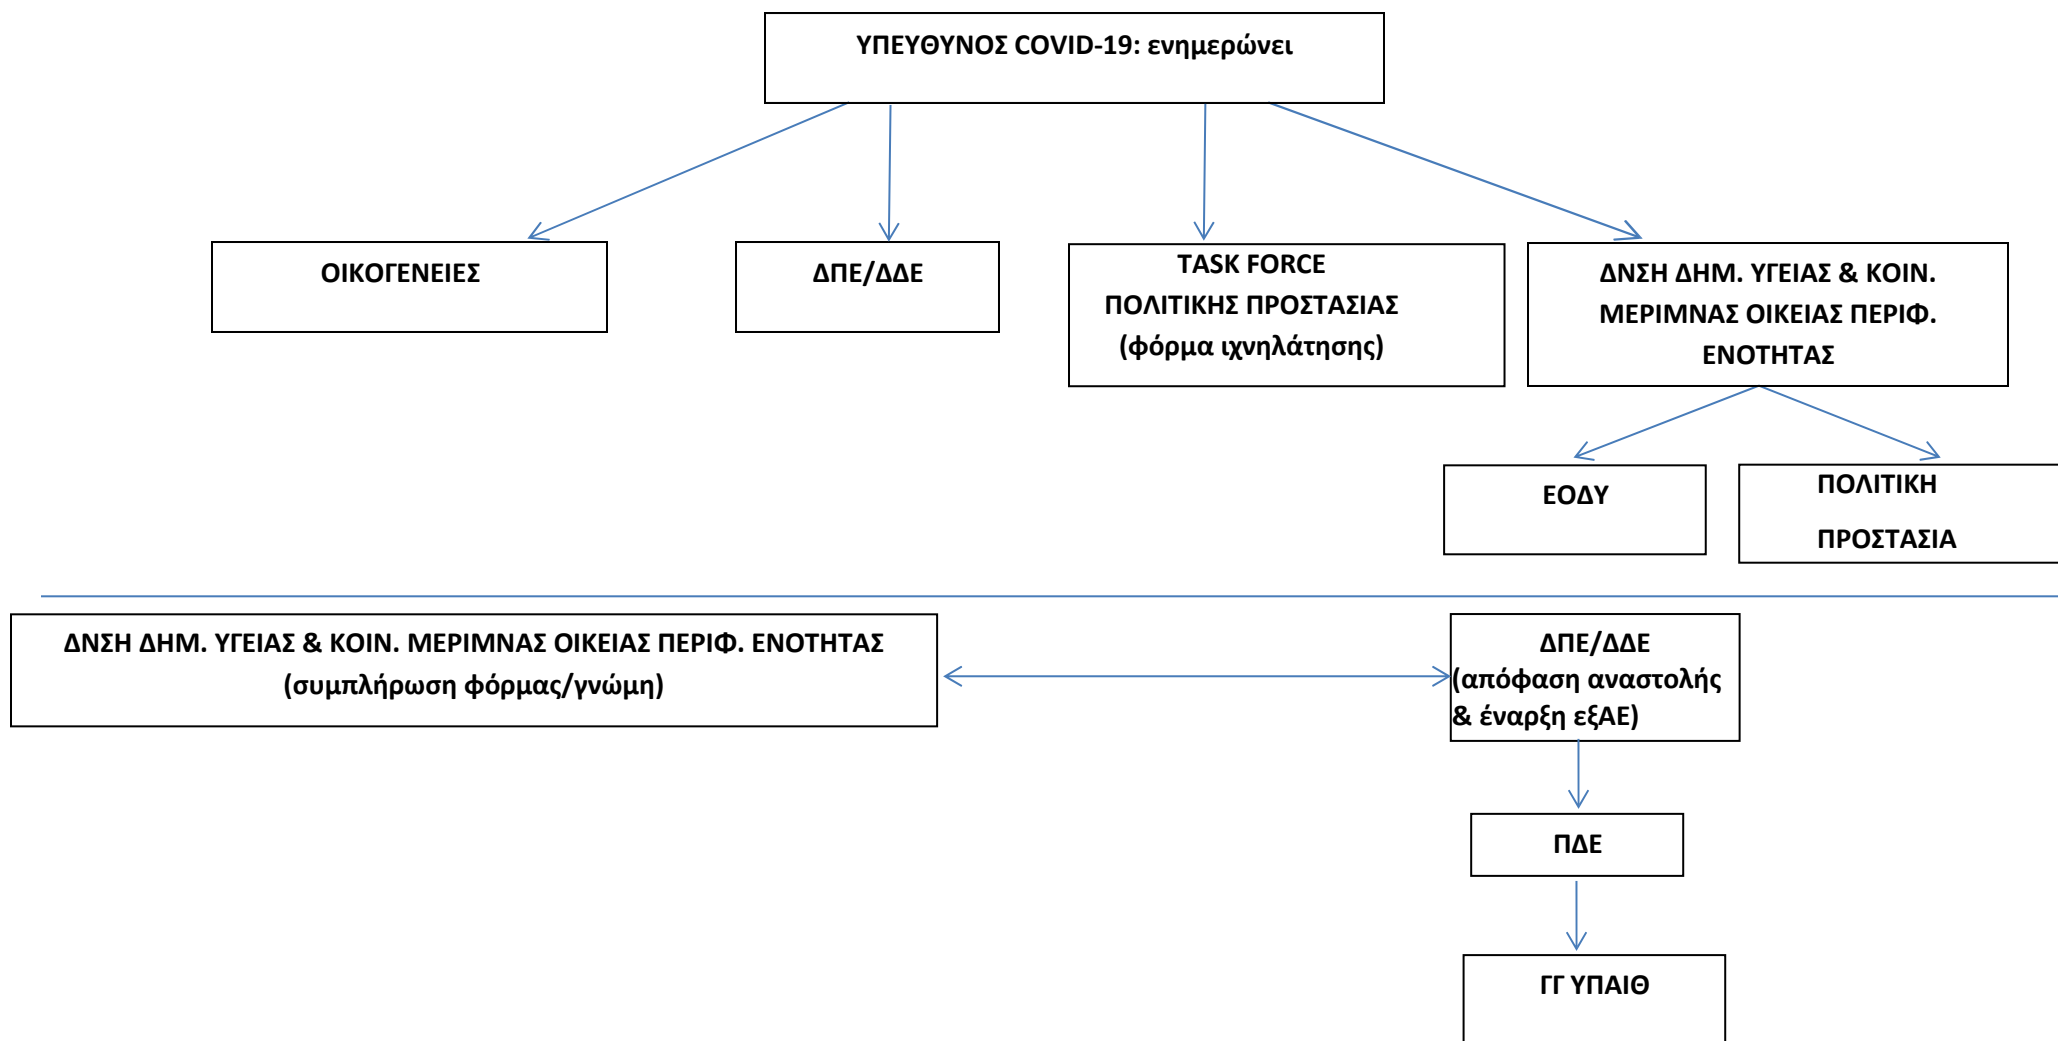 ΥΠΕΥΘΥΝΟΣ COVID-19: ενημερώνει
ΟΙΚΟΓΕΝΕΙΕΣ
ΔΠΕ/ΔΔΕ
TASK FORCE
ΠΟΛΙΤΙΚΗΣ ΠΡΟΣΤΑΣΙΑΣ
(φόρμα ιχνηλάτησης)
ΔΝΣΗ ΔΗΜ. ΥΓΕΙΑΣ & ΚΟΙΝ.
ΜΕΡΙΜΝΑΣ ΟΙΚΕΙΑΣ ΠΕΡΙΦ.
ΕΝΟΤΗΤΑΣ
ΕΟΔΥ
ΠΟΛΙΤΙΚΗ
ΠΡΟΣΤΑΣΙΑ
ΔΝΣΗ ΔΗΜ. ΥΓΕΙΑΣ & ΚΟΙΝ. ΜΕΡΙΜΝΑΣ ΟΙΚΕΙΑΣ ΠΕΡΙΦ. ΕΝΟΤΗΤΑΣ
(συμπλήρωση φόρμας/γνώμη)
ΔΠΕ/ΔΔΕ
(απόφαση αναστολής
& έναρξη εξΑΕ)
ΠΔΕ
ΓΓ ΥΠΑΙΘ